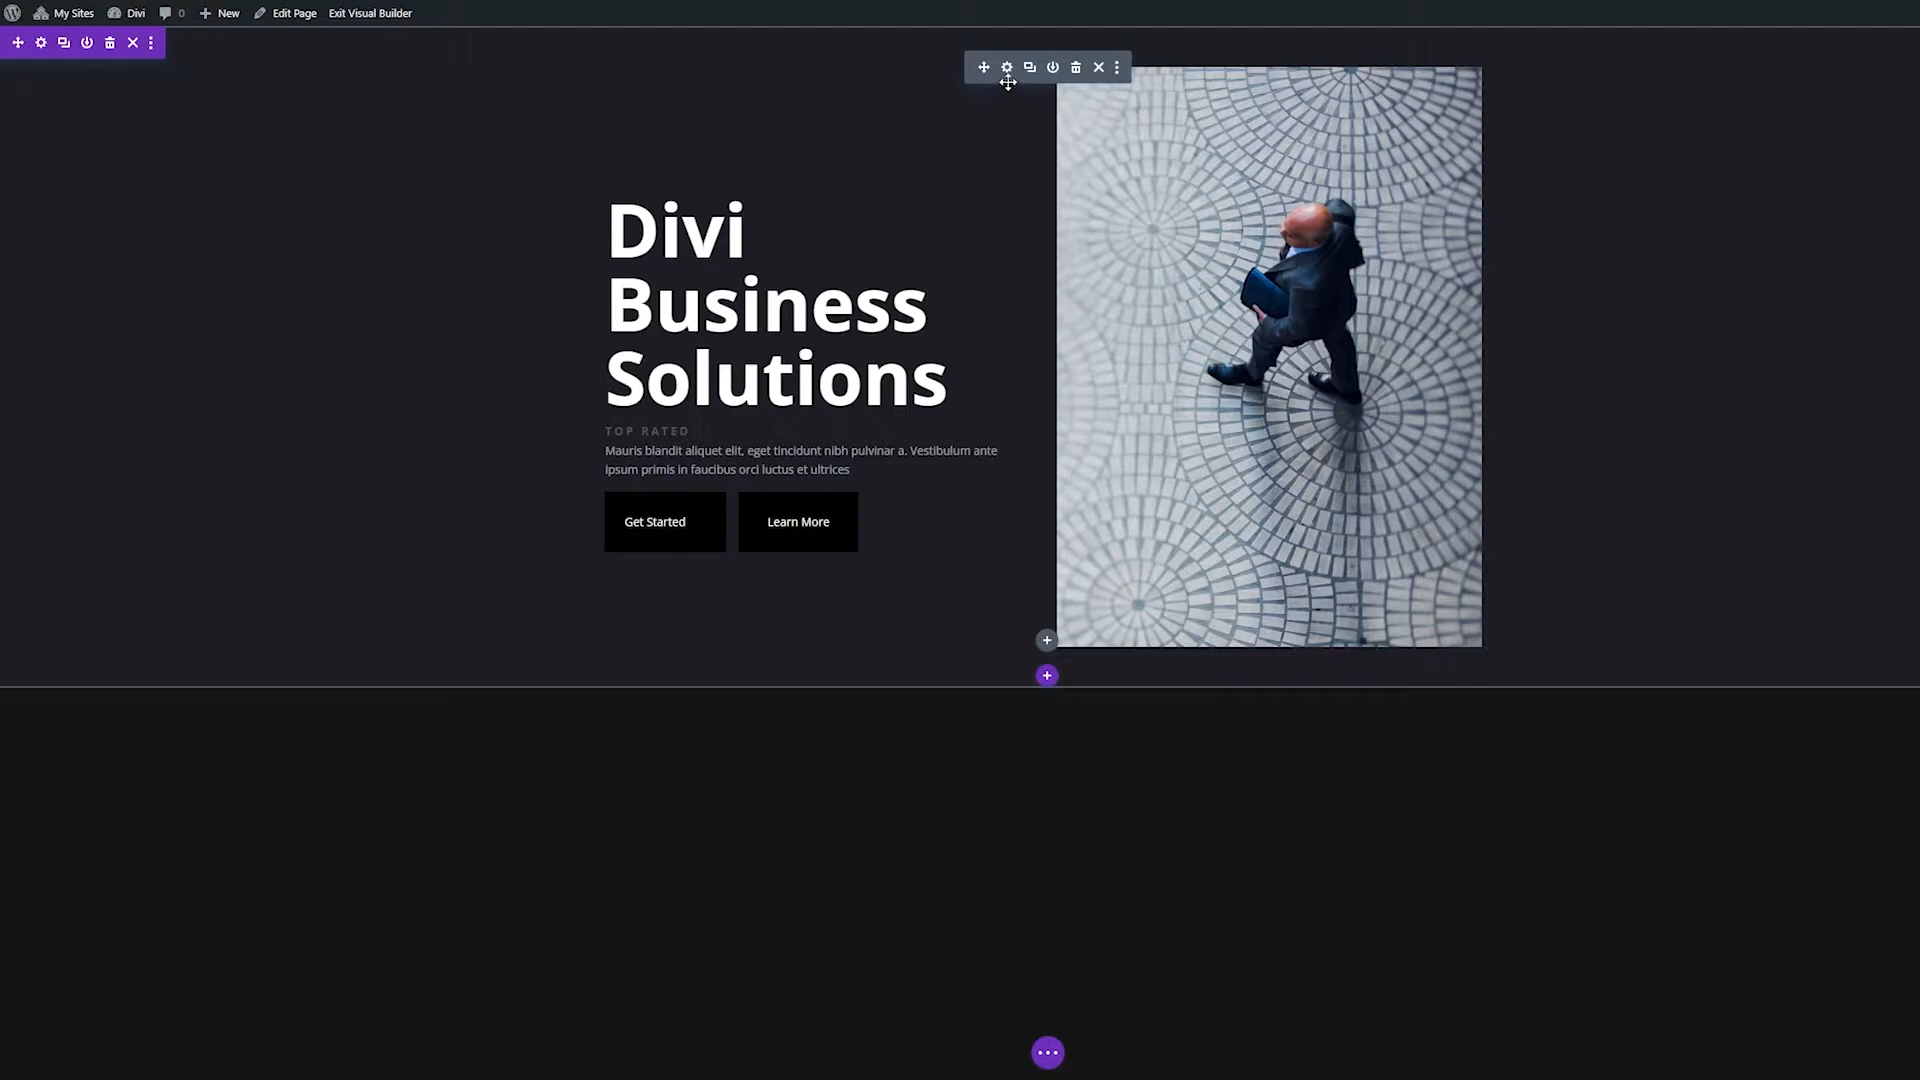 My Sites Divi 0 New Edit Page Exit Visual Builder
Divi
Business
Solutions
TOP RATED
Mauris blandit aliquet elit, eget tincidunt nibh pulvinar a. Vestibulum ante
ipsum primis in faucibus orci luctus et ultrices
Get Started Learn More